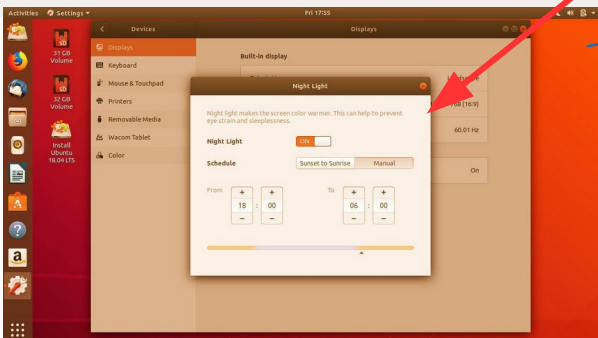 Activities
Settings
Fri 17:55
Devices
Displays
31 GB
Volume
32 GB
Volume
Install
Ubuntu
18.04 LTS
Displays
Keyboard
Mouse & Touchpad
Printers
Removable Media
Wacom Tablet
Color
Built-in display
60.01 Hz
On
Night Light
Night light makes the screen color warmer. This can help to prevent
eye strain and sleeplessness.
Night Light
ON
Schedule
Sunset to Sunrise
Manual
From
+
+
18 : 00
−
−
To
+
+
06 : 00
−
−